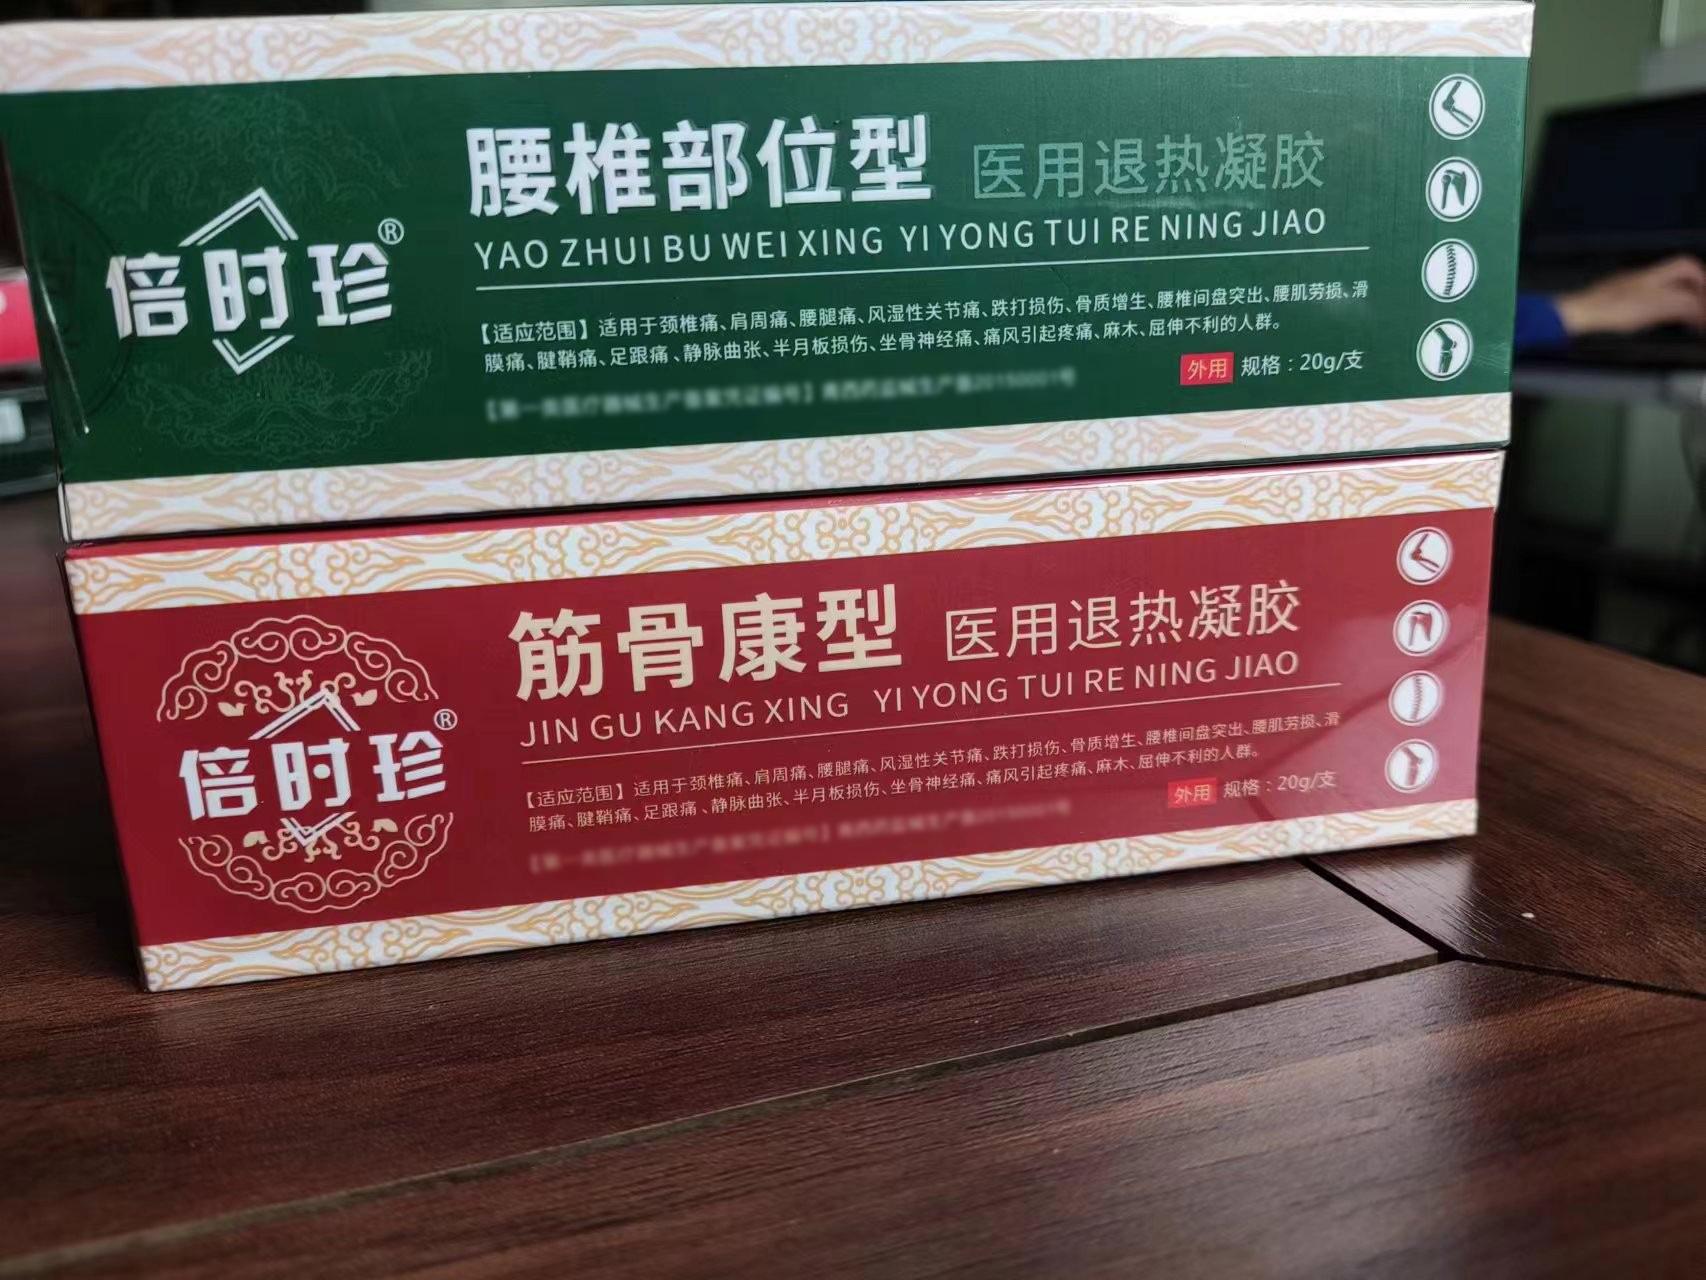 倍时珍®
腰椎部位型 医用退热凝胶
YAO ZHUI BU WEI XING YI YONG TUI RE NING JIAO
【适应范围】适用于颈椎痛、肩周痛、腰腿痛、风湿性关节痛、跌打损伤、骨质增生、腰椎间盘突出、腰肌劳损、滑
膜痛、腱鞘痛、足跟痛、静脉曲张、半月板损伤、坐骨神经痛、痛风引起疼痛、麻木、屈伸不利的人群。
外用 规格：20g/支
倍时珍®
筋骨康型 医用退热凝胶
JIN GU KANG XING YI YONG TUI RE NING JIAO
【适应范围】适用于颈椎痛、肩周痛、腰腿痛、风湿性关节痛、跌打损伤、骨质增生、腰椎间盘突出、腰肌劳损、滑
膜痛、腱鞘痛、足跟痛、静脉曲张、半月板损伤、坐骨神经痛、痛风引起疼痛、麻木、屈伸不利的人群。
外用 规格：20g/支